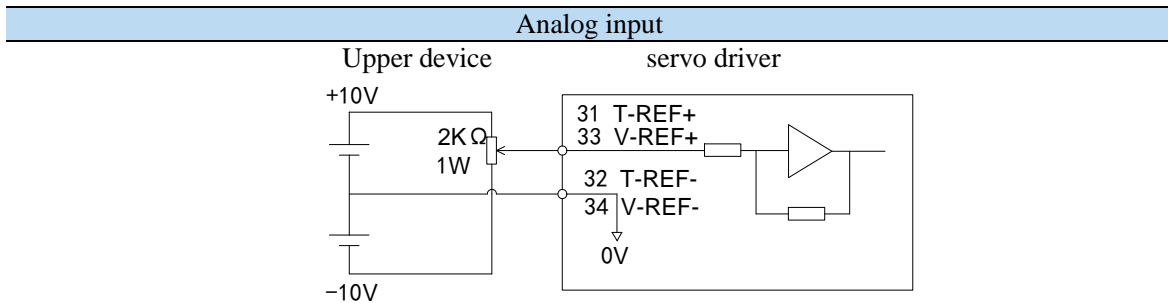 Analog input
Upper device servo driver
+10V
31 T-REF+
2KΩ 33 V-REF+
1W
32 T-REF-
34 V-REF-
0V
−10V